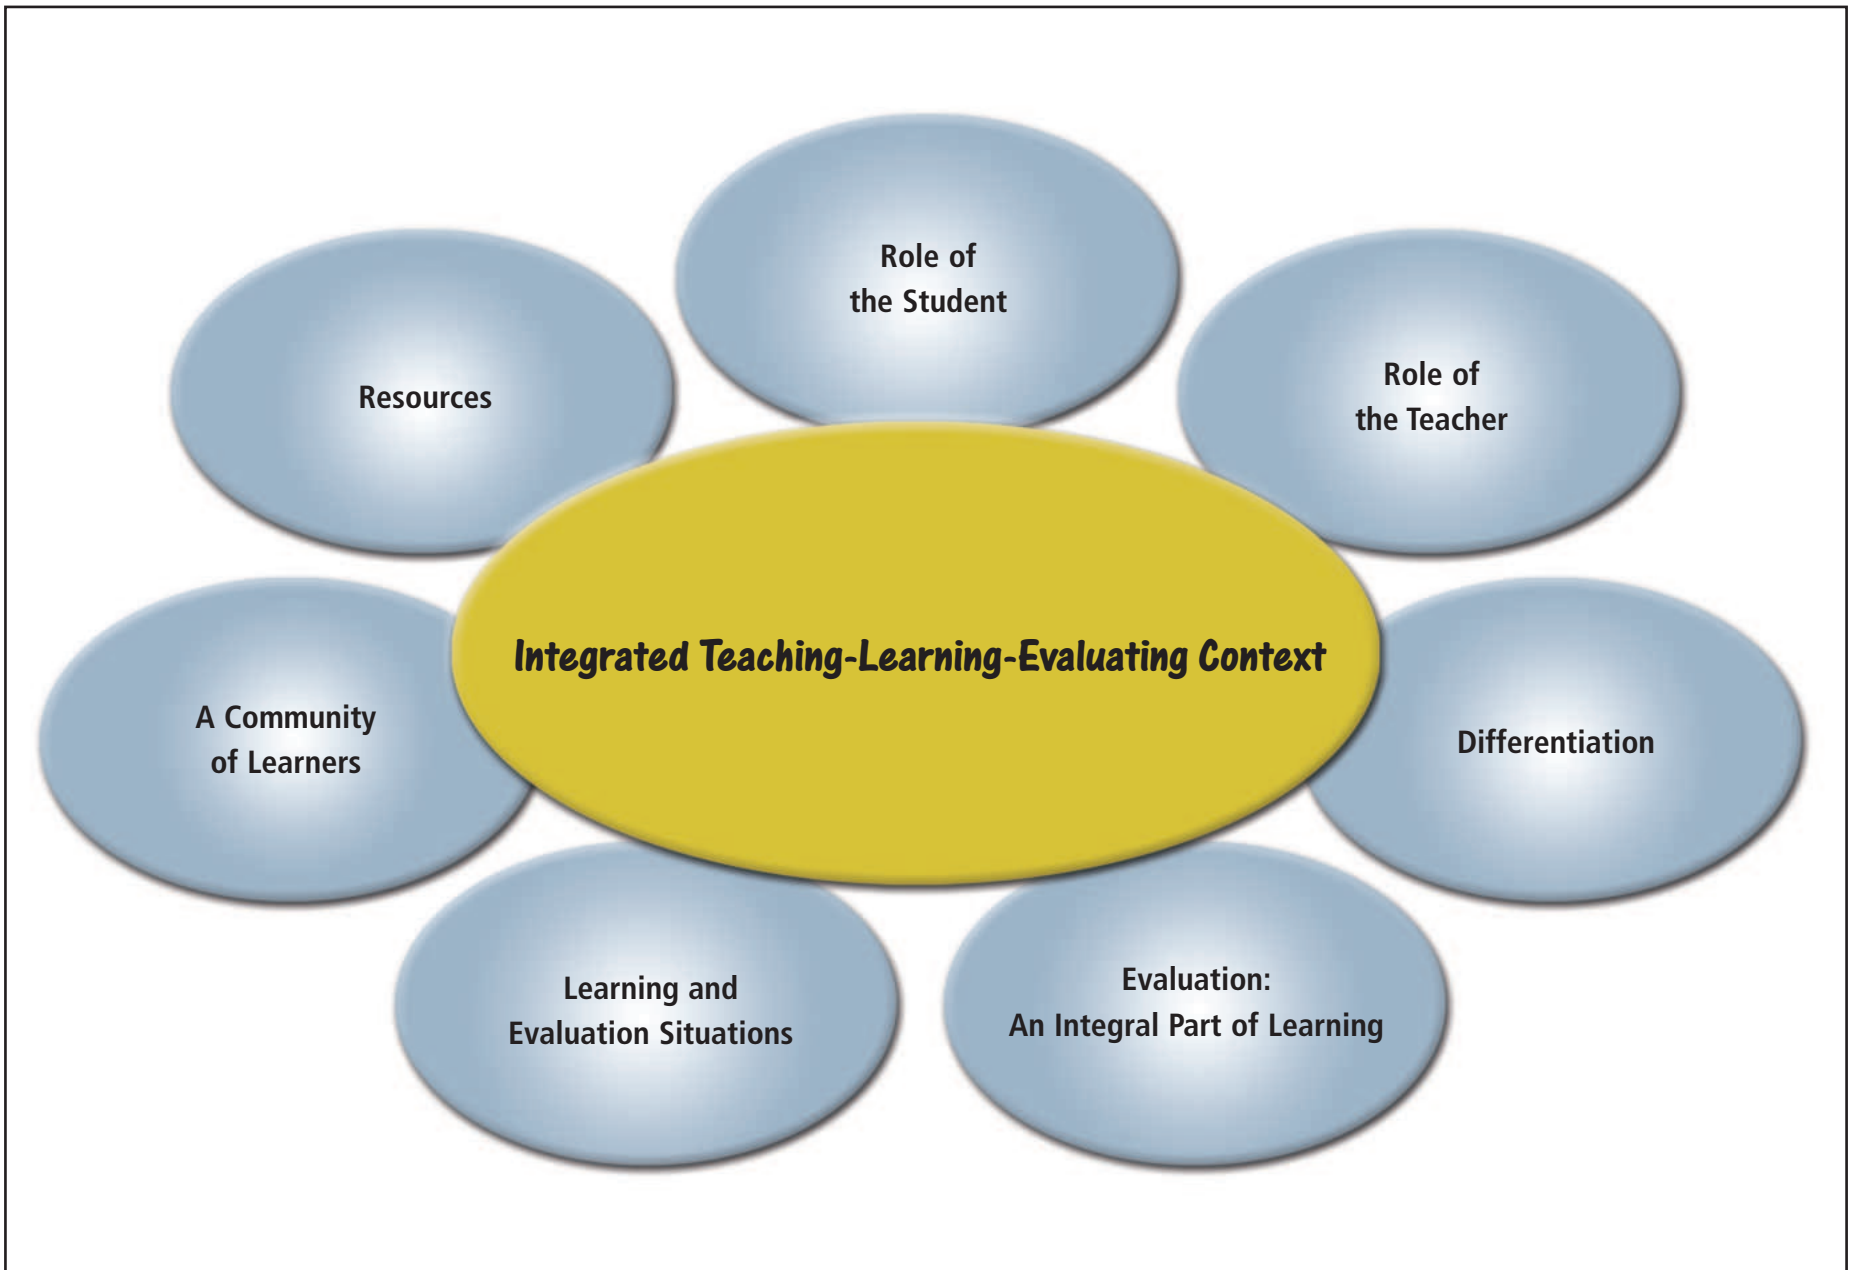 Role of
the Student
Resources
Role of
the Teacher
Integrated Teaching-Learning-Evaluating Context
A Community
of Learners
Differentiation
Learning and
Evaluation Situations
Evaluation:
An Integral Part of Learning